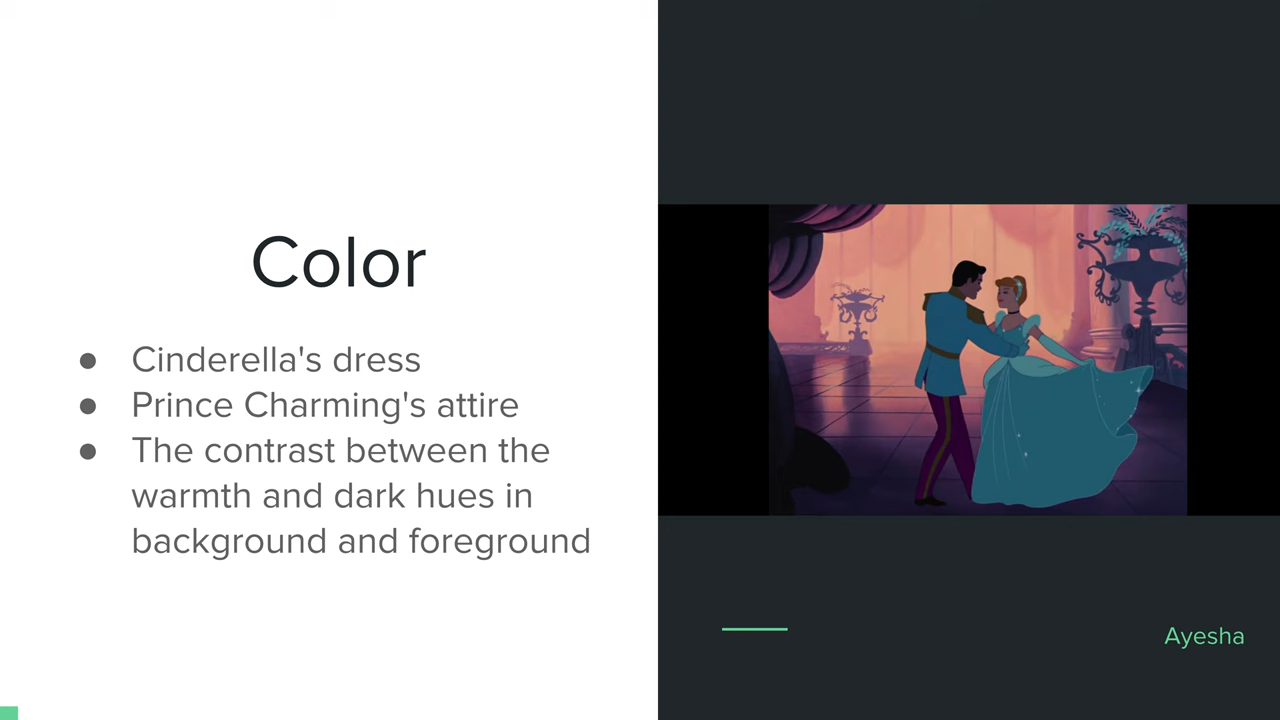 Color
● Cinderella's dress
● Prince Charming's attire
● The contrast between the
warmth and dark hues in
background and foreground
Ayesha